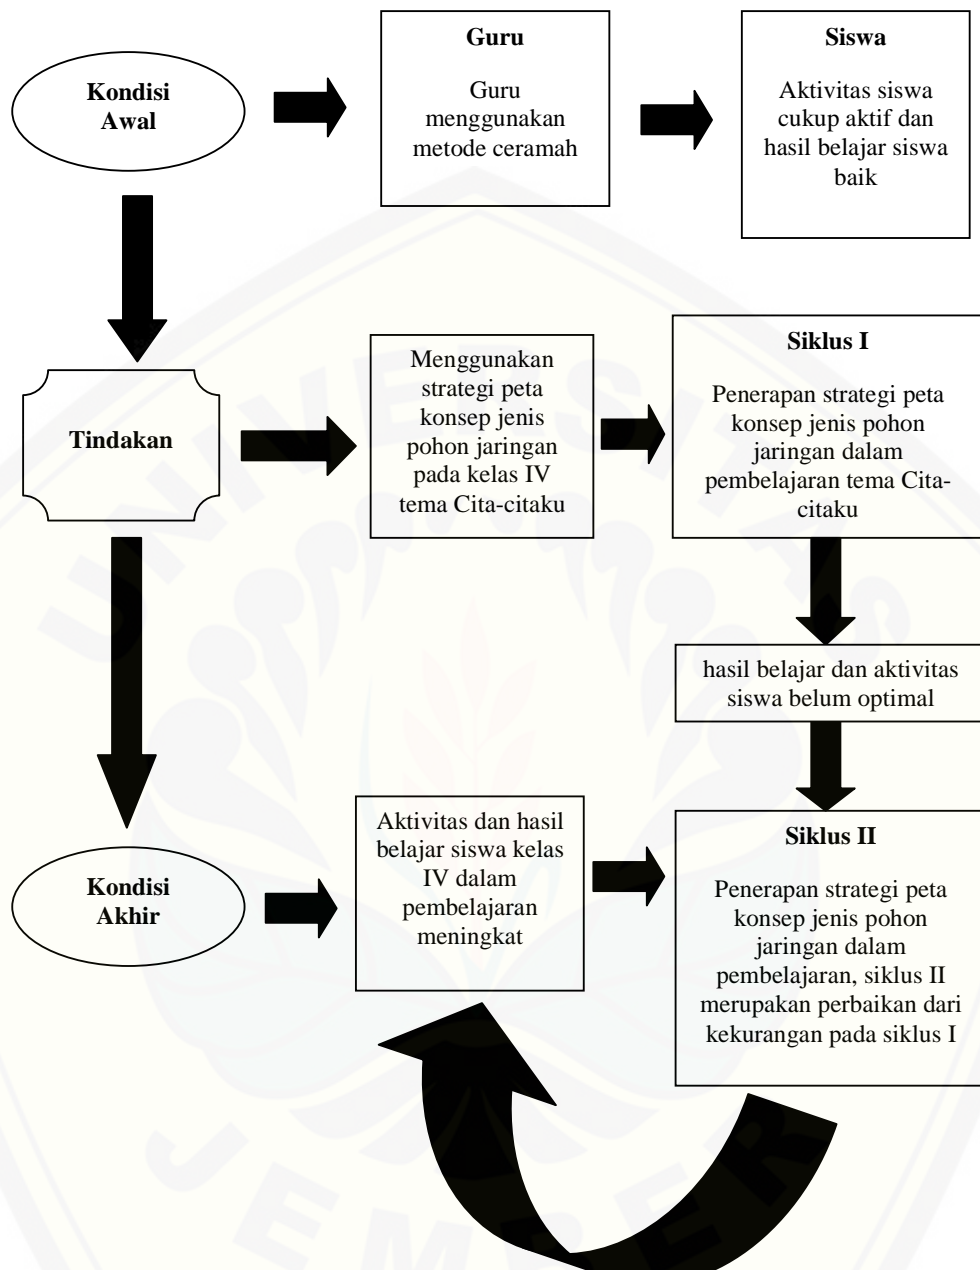 Kondisi
Awal
Guru
Guru
menggunakan
metode ceramah
Siswa
Aktivitas siswa
cukup aktif dan
hasil belajar siswa
baik
Tindakan
Menggunakan
strategi peta
konsep jenis
pohon jaringan
pada kelas IV
tema Cita-citaku
Siklus I
Penerapan strategi peta
konsep jenis pohon
jaringan dalam
pembelajaran tema Cita-
citaku
hasil belajar dan aktivitas
siswa belum optimal
Kondisi
Akhir
Aktivitas dan hasil
belajar siswa kelas
IV dalam
pembelajaran
meningkat
Siklus II
Penerapan strategi peta
konsep jenis pohon
jaringan dalam
pembelajaran, siklus II
merupakan perbaikan dari
kekurangan pada siklus I
UNIVERSITAS
JEMBER